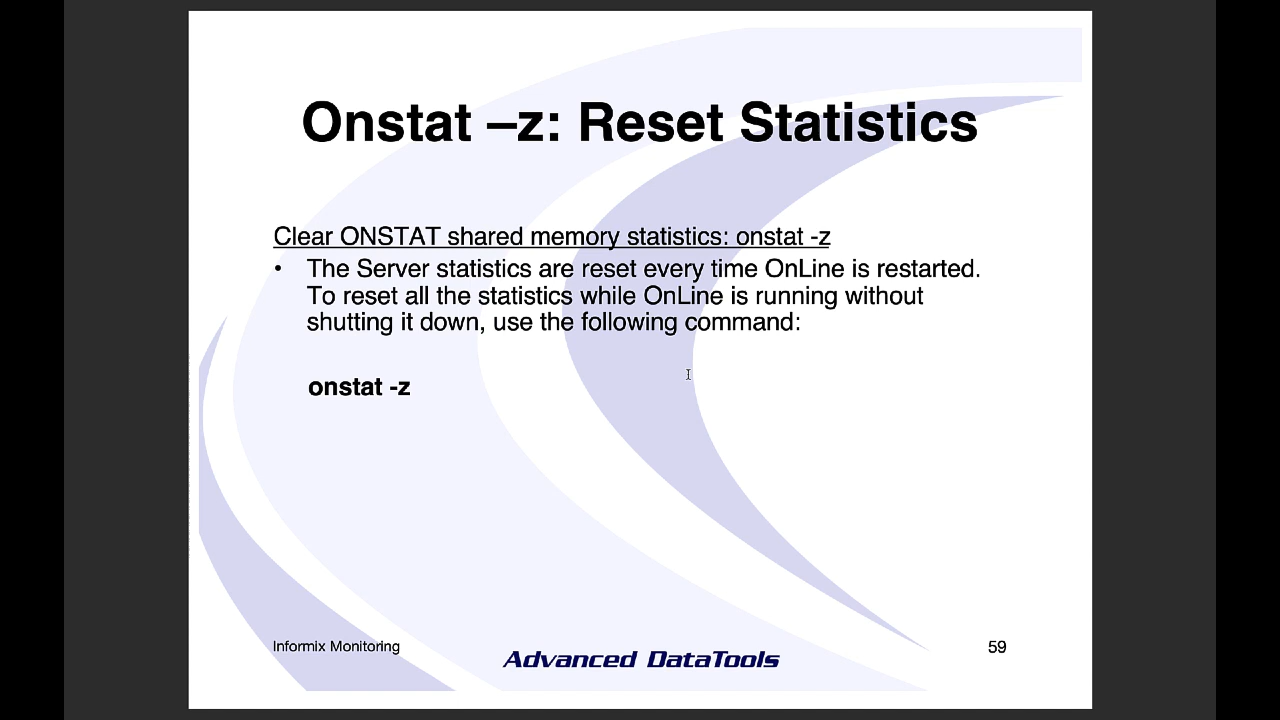 Onstat –z: Reset Statistics
Clear ONSTAT shared memory statistics: onstat -z
• The Server statistics are reset every time OnLine is restarted.
To reset all the statistics while OnLine is running without
shutting it down, use the following command:
onstat -z
Informix Monitoring
Advanced DataTools
59